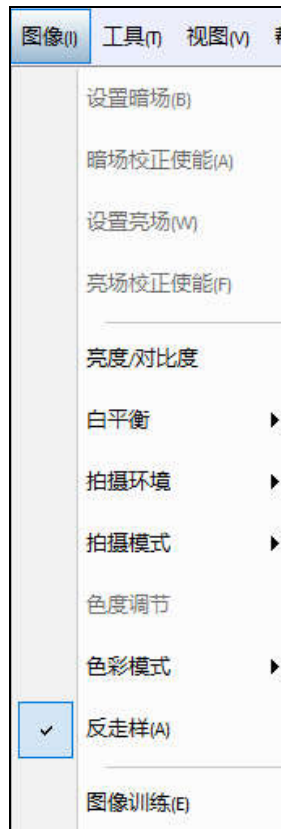 图像(I) 工具(T) 视图(V)
设置暗场(B)
暗场校正使能(A)
设置亮场(W)
亮场校正使能(F)
亮度/对比度
白平衡
拍摄环境
拍摄模式
色度调节
色彩模式
反走样(A)
图像训练(E)